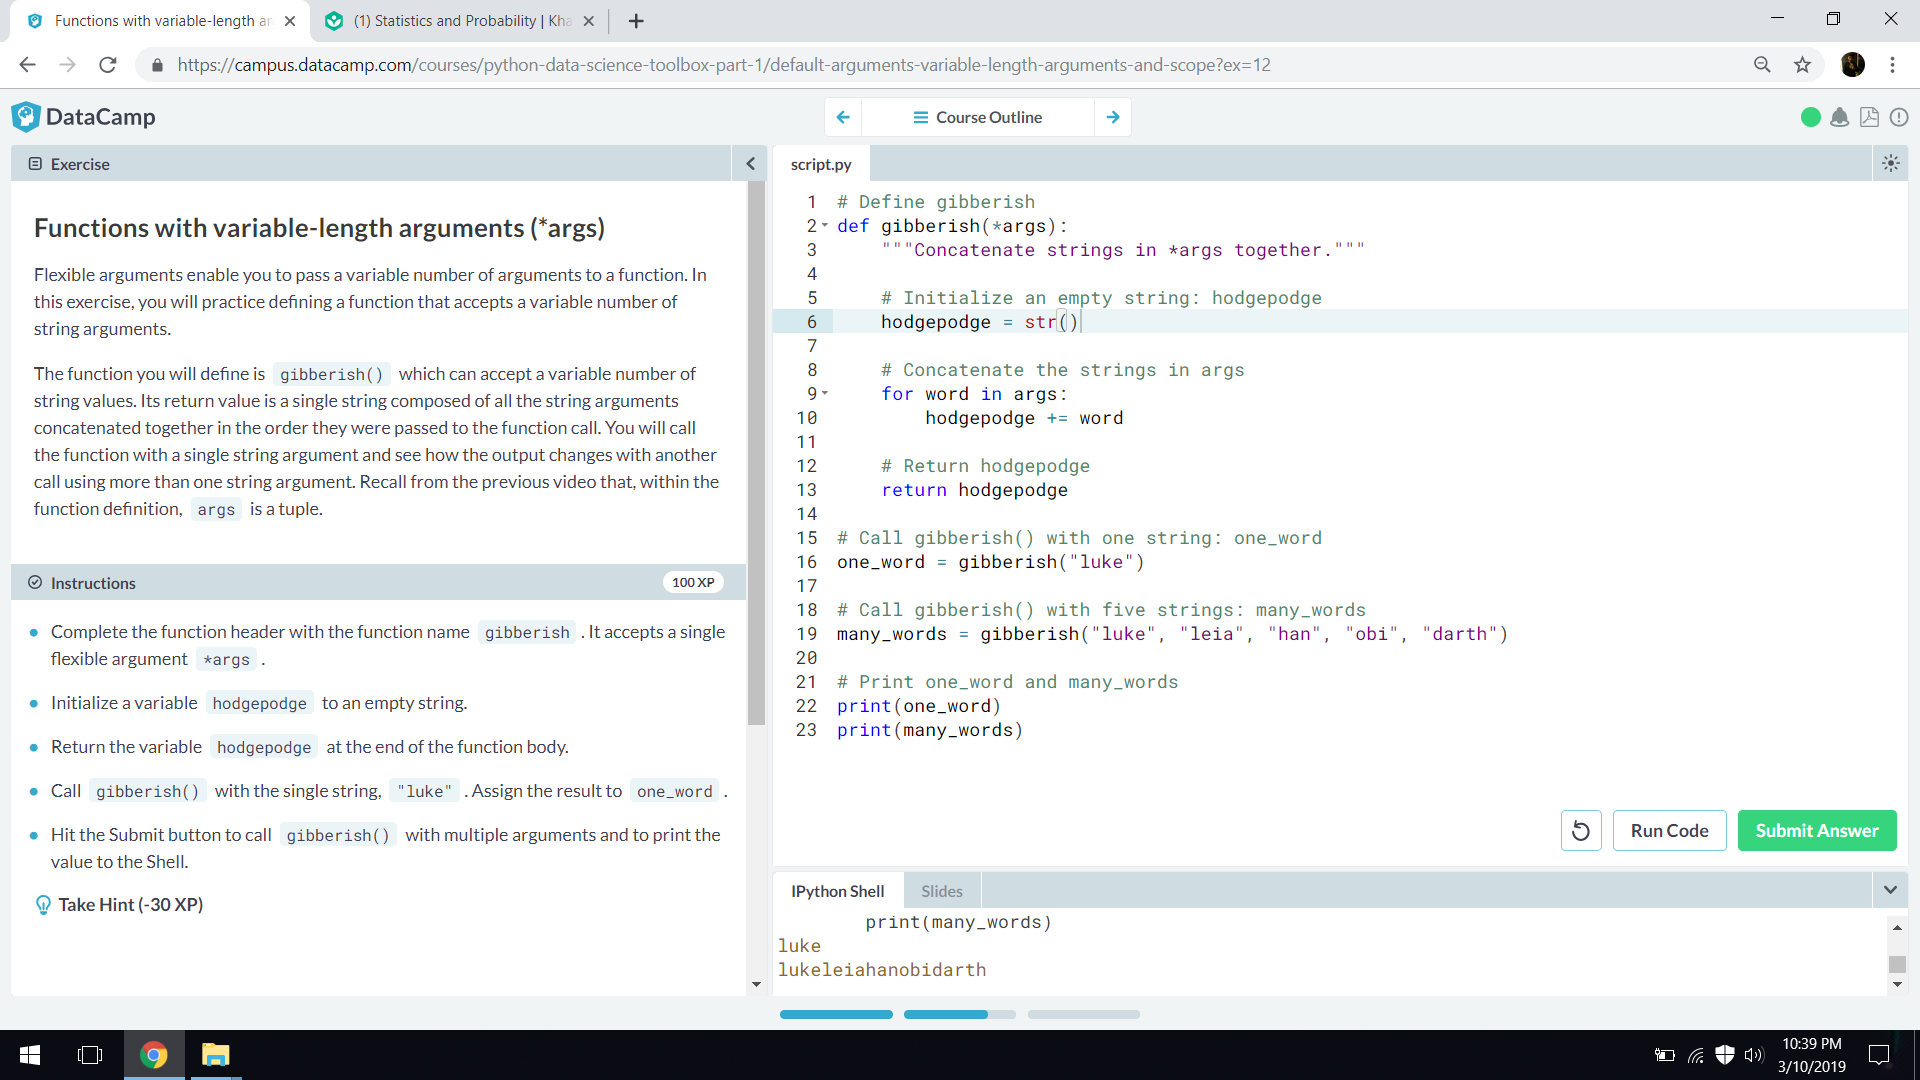 Functions with variable-length ar
(1) Statistics and Probability | Kha
https://campus.datacamp.com/courses/python-data-science-toolbox-part-1/default-arguments-variable-length-arguments-and-scope?ex=12
DataCamp
Course Outline
Exercise
Functions with variable-length arguments (*args)
Flexible arguments enable you to pass a variable number of arguments to a function. In
this exercise, you will practice defining a function that accepts a variable number of
string arguments.
The function you will define is gibberish() which can accept a variable number of
string values. Its return value is a single string composed of all the string arguments
concatenated together in the order they were passed to the function call. You will call
the function with a single string argument and see how the output changes with another
call using more than one string argument. Recall from the previous video that, within the
function definition, args is a tuple.
Instructions
100 XP
Complete the function header with the function name gibberish . It accepts a single
flexible argument *args .
Initialize a variable hodgepodge to an empty string.
Return the variable hodgepodge at the end of the function body.
Call gibberish() with the single string, "luke" . Assign the result to one_word .
Hit the Submit button to call gibberish() with multiple arguments and to print the
value to the Shell.
Take Hint (-30 XP)
script.py
1 # Define gibberish
2 def gibberish(*args):
3 """Concatenate strings in *args together."""
4
5 # Initialize an empty string: hodgepodge
6 hodgepodge = str()
7
8 # Concatenate the strings in args
9 for word in args:
10 hodgepodge += word
11
12 # Return hodgepodge
13 return hodgepodge
14
15 # Call gibberish() with one string: one_word
16 one_word = gibberish("luke")
17
18 # Call gibberish() with five strings: many_words
19 many_words = gibberish("luke", "leia", "han", "obi", "darth")
20
21 # Print one_word and many_words
22 print(one_word)
23 print(many_words)
Run Code
Submit Answer
IPython Shell
Slides
print(many_words)
luke
lukeleiahanobidarth
10:39 PM
3/10/2019